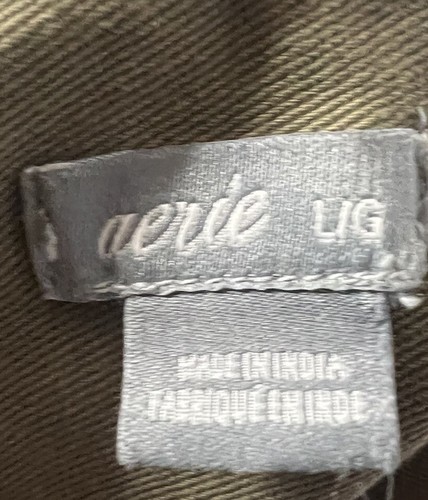 aerie L/G
MADE IN INDIA
FABRIQUÉ EN INDE